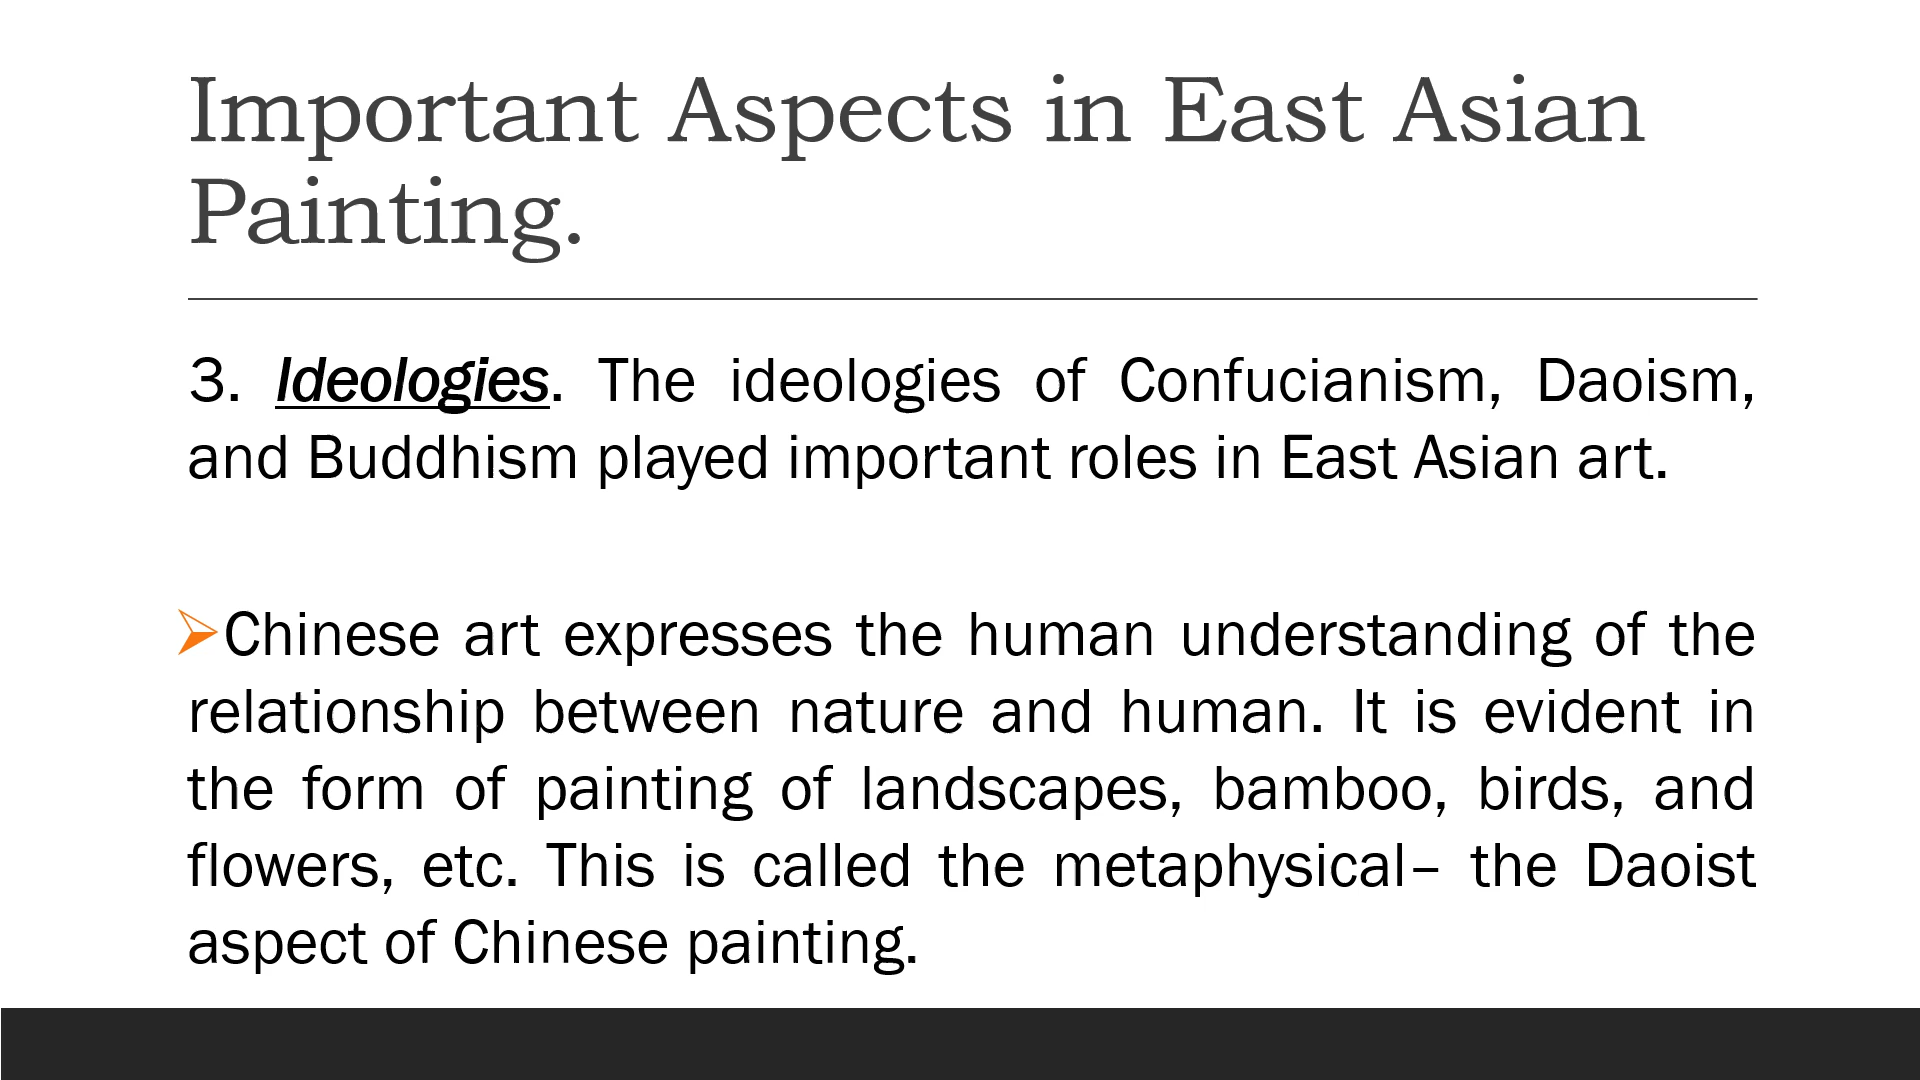 Important Aspects in East Asian
Painting.
3. Ideologies. The ideologies of Confucianism, Daoism,
and Buddhism played important roles in East Asian art.
Chinese art expresses the human understanding of the
relationship between nature and human. It is evident in
the form of painting of landscapes, bamboo, birds, and
flowers, etc. This is called the metaphysical– the Daoist
aspect of Chinese painting.